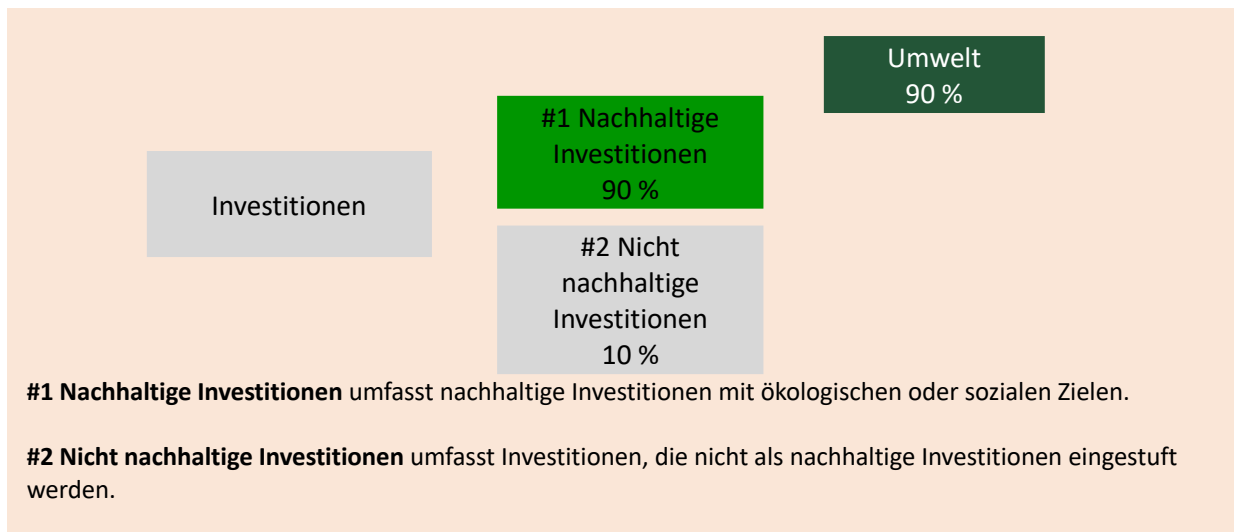 Umwelt
90 %
#1 Nachhaltige
Investitionen
90 %
Investitionen
#2 Nicht
nachhaltige
Investitionen
10 %
#1 Nachhaltige Investitionen umfasst nachhaltige Investitionen mit ökologischen oder sozialen Zielen.
#2 Nicht nachhaltige Investitionen umfasst Investitionen, die nicht als nachhaltige Investitionen eingestuft
werden.